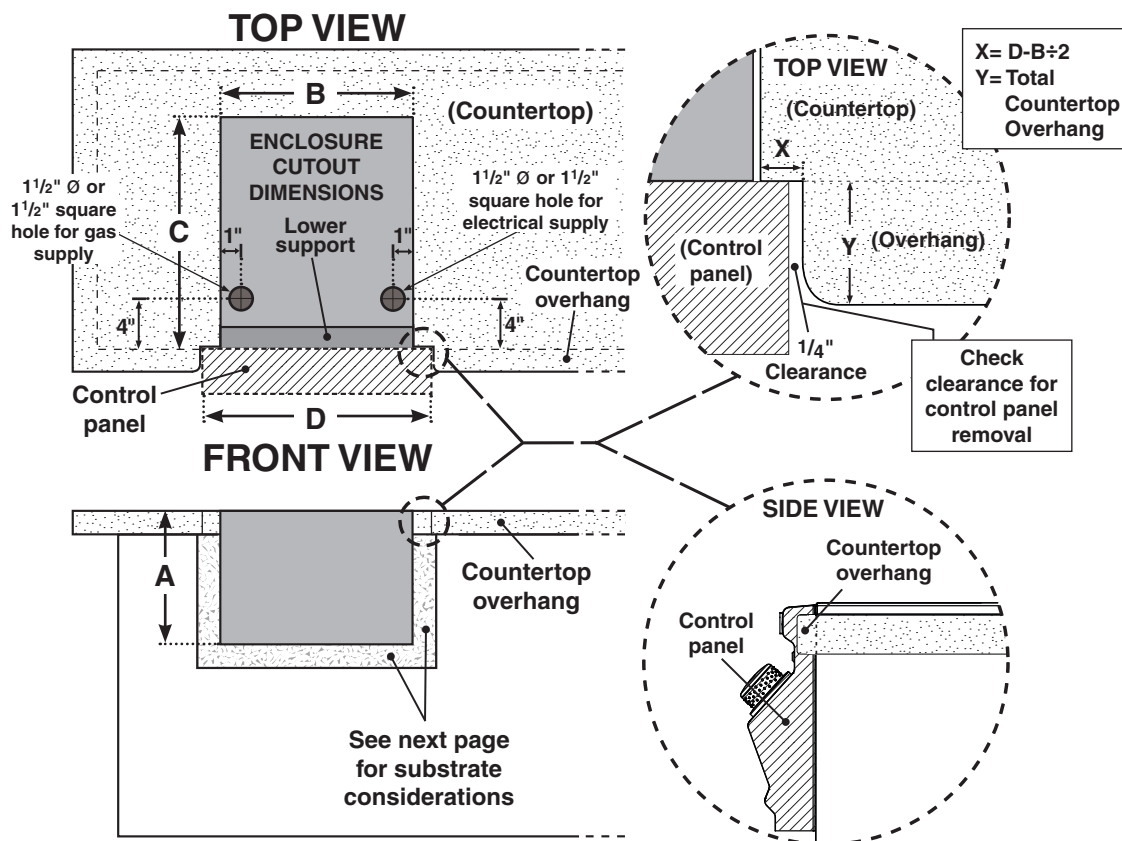 TOP VIEW
B
(Countertop)
ENCLOSURE
CUTOUT
DIMENSIONS
1 1/2" Ø or
1 1/2" square
hole for gas
supply
C
1"
Lower
support
1"
1 1/2" Ø or 1 1/2"
square hole for
electrical supply
4"
4"
Countertop
overhang
Control
panel
D
TOP VIEW
(Countertop)
X
(Control
panel)
Y
(Overhang)
1/4"
Clearance
X= D-B÷2
Y= Total
Countertop
Overhang
Check
clearance for
control panel
removal
FRONT VIEW
A
Countertop
overhang
See next page
for substrate
considerations
SIDE VIEW
Countertop
overhang
Control
panel